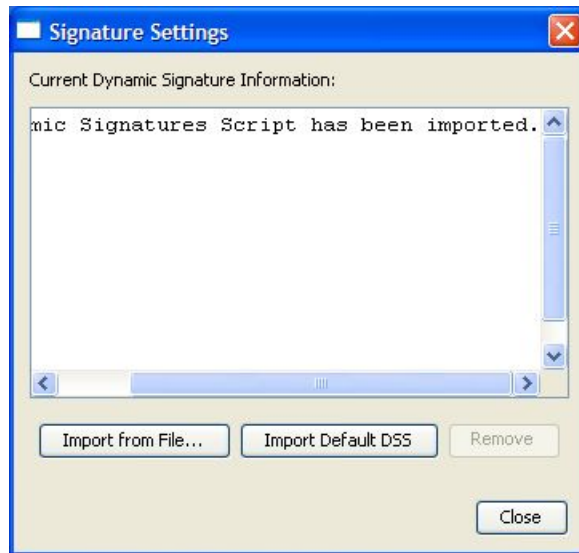 Signature Settings
Current Dynamic Signature Information:
mic Signatures Script has been imported.
Import from File... Import Default DSS Remove
Close